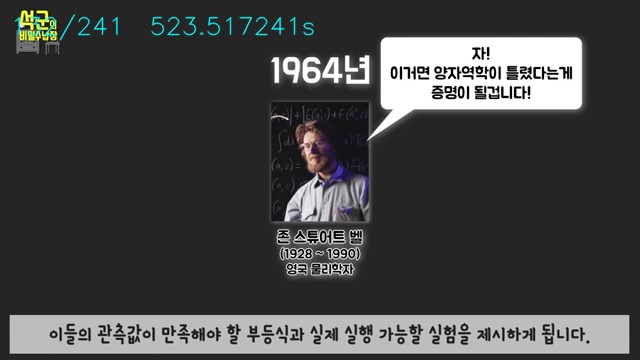 석군의
비밀수납장
/241 523.517241s
1964년
자!
이거면 양자역학이 틀렸다는게
증명이 될겁니다!
존 스튜어트 벨
(1928 ~ 1990)
영국 물리학자
이들의 관측값이 만족해야 할 부등식과 실제 실행 가능할 실험을 제시하게 됩니다.